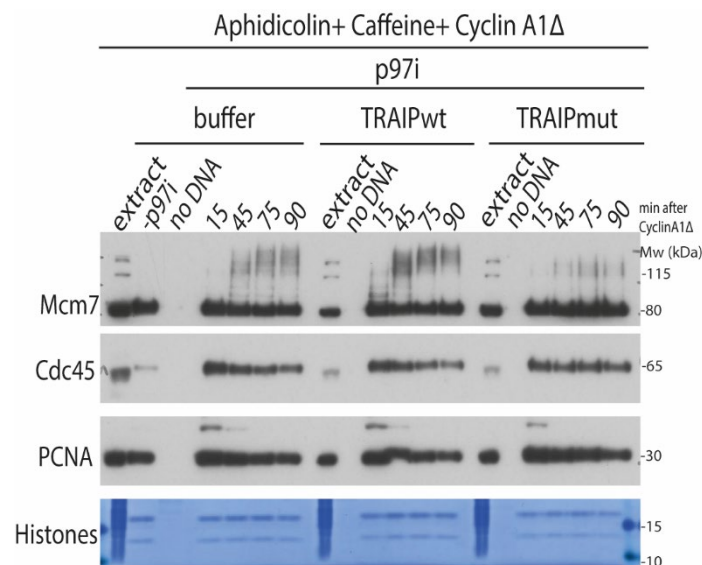 Aphidicolin+ Caffeine+ Cyclin A1Δ
p97i
buffer TRAIPwt TRAIPmut
extract -p97i no DNA 15 45 75 90 extract no DNA 15 45 75 90 extract no DNA 15 45 75 90 min after
CyclinA1Δ
Mw (kDa)
-115
Mcm7 -80
Cdc45 -65
PCNA -30
Histones -15
-10